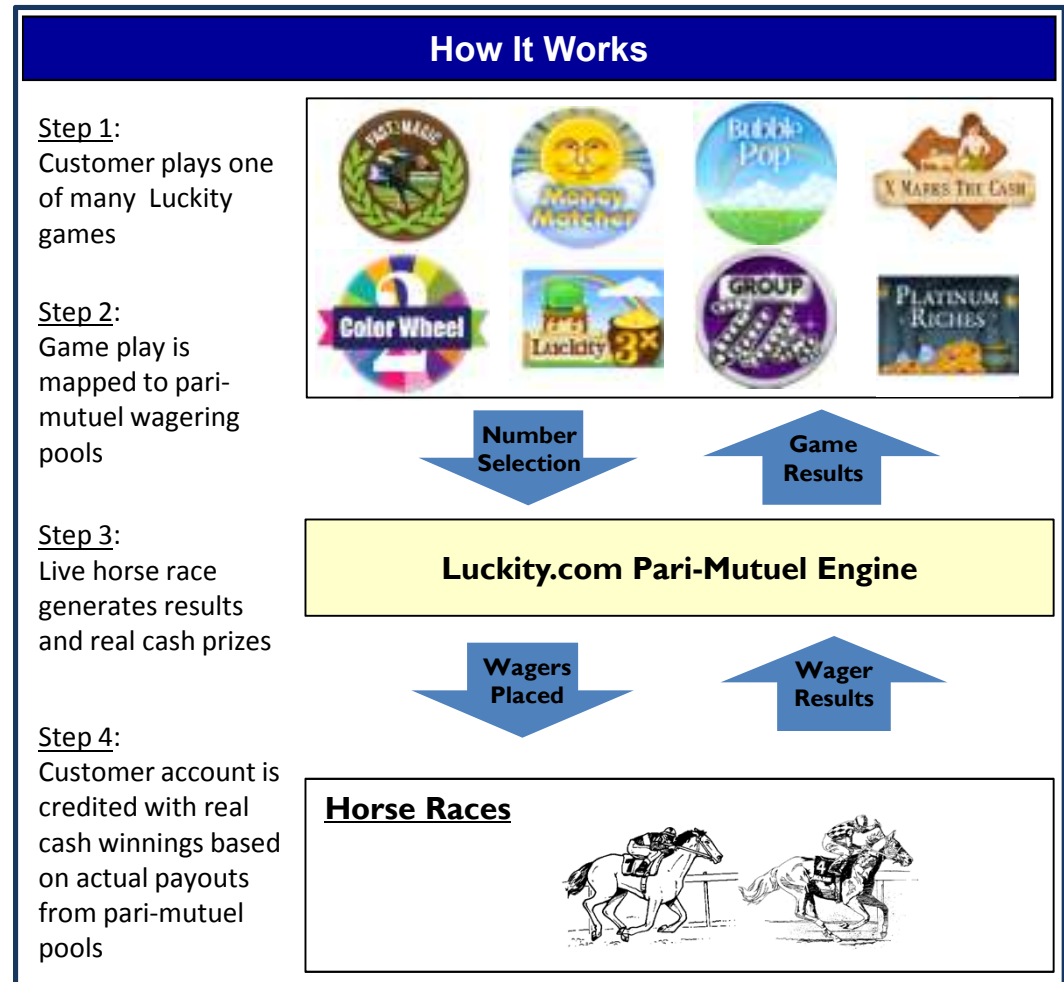 How It Works
Step 1:
Customer plays one
of many Luckity
games
Step 2:
Game play is
mapped to pari-
mutuel wagering
pools
Step 3:
Live horse race
generates results
and real cash prizes
Step 4:
Customer account is
credited with real
cash winnings based
on actual payouts
from pari-mutuel
pools
FAST MAGIC
Money
Matcher
Bubble
Pop
X MARKS THE CASH
2
Color Wheel
Luckity 3x
GROUP
PLATINUM
RICHES
Number
Selection
Game
Results
Luckity.com Pari-Mutuel Engine
Wagers
Placed
Wager
Results
Horse Races
7
4